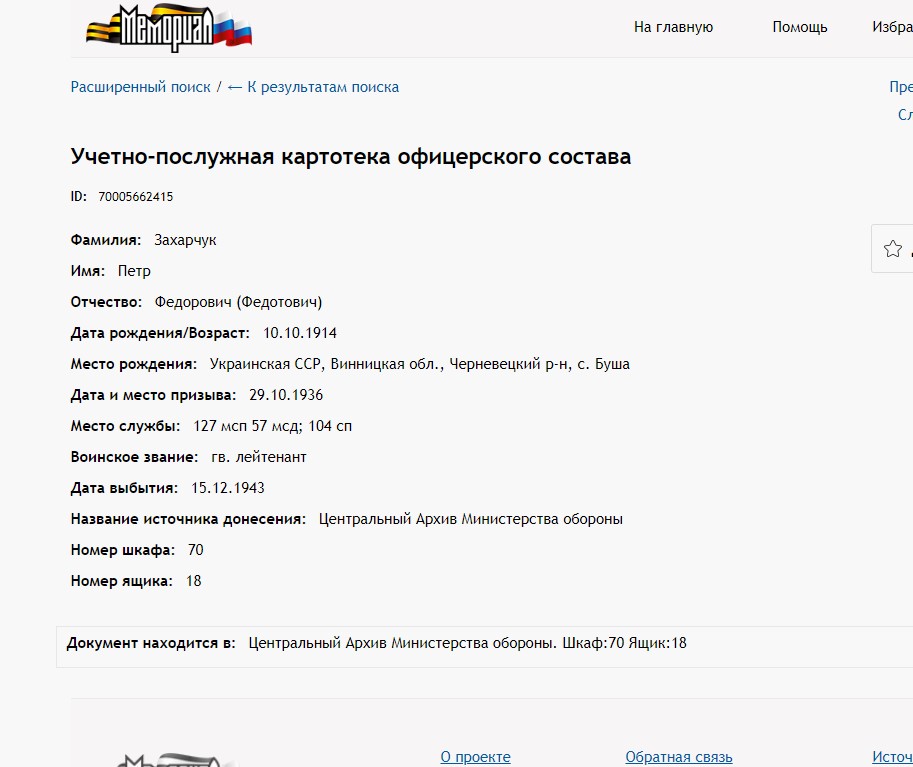 Мемориал
На главную Помощь
Расширенный поиск / ← К результатам поиска
Учетно-послужная картотека офицерского состава
ID: 70005662415
Фамилия: Захарчук
Имя: Петр
Отчество: Федорович (Федотович)
Дата рождения/Возраст: 10.10.1914
Место рождения: Украинская ССР, Винницкая обл., Черневецкий р-н, с. Буша
Дата и место призыва: 29.10.1936
Место службы: 127 мсп 57 мсд; 104 сп
Воинское звание: гв. лейтенант
Дата выбытия: 15.12.1943
Название источника донесения: Центральный Архив Министерства обороны
Номер шкафа: 70
Номер ящика: 18
Документ находится в: Центральный Архив Министерства обороны. Шкаф:70 Ящик:18
О проекте Обратная связь